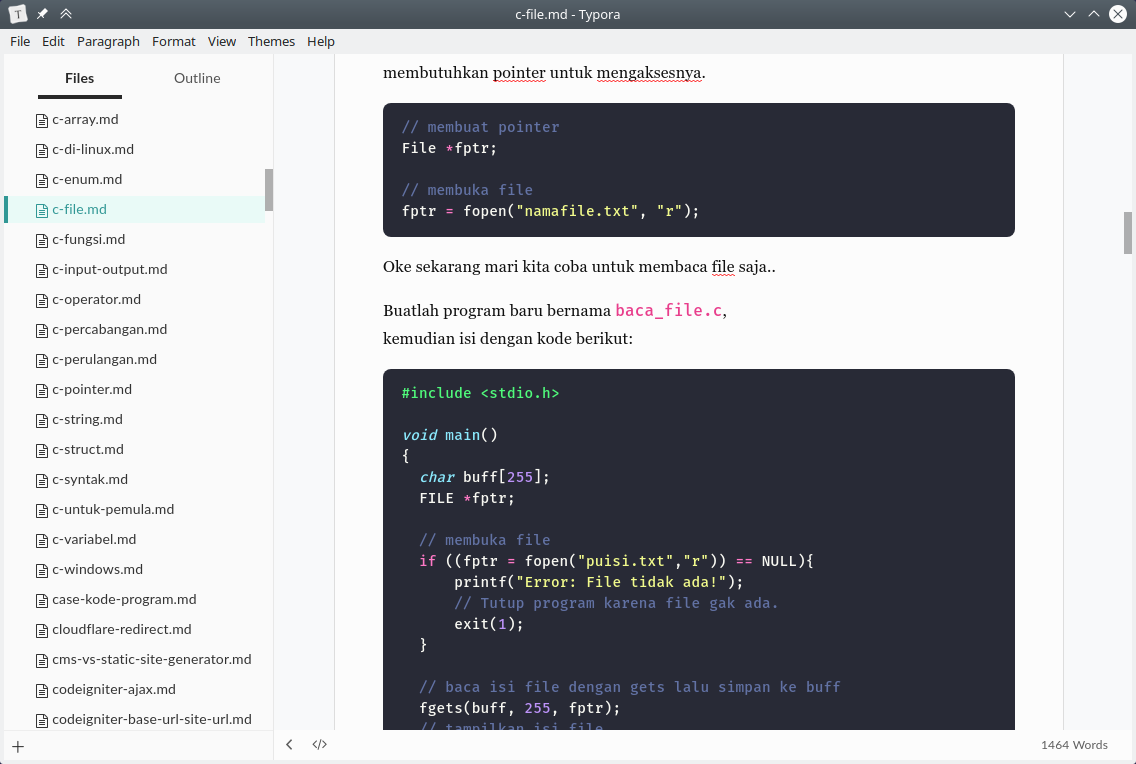 T
c-file.md - Typora
File Edit Paragraph Format View Themes Help
Files Outline
c-array.md
c-di-linux.md
c-enum.md
c-file.md
c-fungsi.md
c-input-output.md
c-operator.md
c-percabangan.md
c-perulangan.md
c-pointer.md
c-string.md
c-struct.md
c-syntak.md
c-untuk-pemula.md
c-variabel.md
c-windows.md
case-kode-program.md
cloudflare-redirect.md
cms-vs-static-site-generator.md
codeigniter-ajax.md
codeigniter-base-url-site-url.md
membutuhkan pointer untuk mengaksesnya.
// membuat pointer
File *fptr;
// membuka file
fptr = fopen("namafile.txt", "r");
Oke sekarang mari kita coba untuk membaca file saja..
Buatlah program baru bernama baca_file.c,
kemudian isi dengan kode berikut:
#include <stdio.h>
void main()
{
char buff[255];
FILE *fptr;
// membuka file
if ((fptr = fopen("puisi.txt","r")) == NULL){
printf("Error: File tidak ada!");
// Tutup program karena file gak ada.
exit(1);
}
// baca isi file dengan gets lalu simpan ke buff
fgets(buff, 255, fptr);
// tampilkan isi file
+ < </> 1464 Words